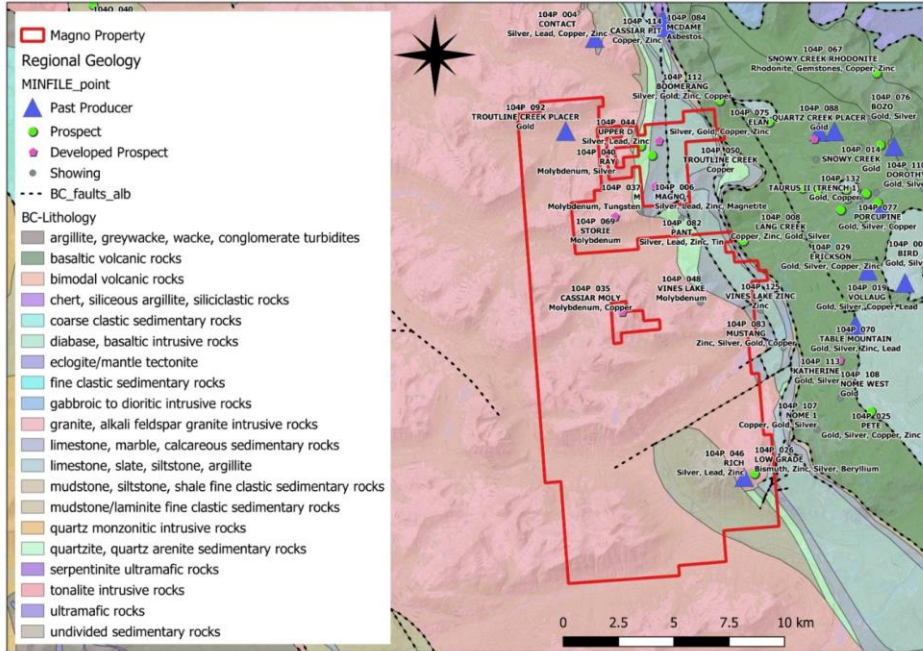 104O 040
Magno Property
Regional Geology
MINFILE_point
Past Producer
Prospect
Developed Prospect
Showing
BC_faults_alb
BC-Lithology
argillite, greywacke, wacke, conglomerate turbidites
basaltic volcanic rocks
bimodal volcanic rocks
chert, siliceous argillite, siliciclastic rocks
coarse clastic sedimentary rocks
diabase, basaltic intrusive rocks
eclogite/mantle tectonite
fine clastic sedimentary rocks
gabbroic to dioritic intrusive rocks
granite, alkali feldspar granite intrusive rocks
limestone, marble, calcareous sedimentary rocks
limestone, slate, siltstone, argillite
mudstone, siltstone, shale fine clastic sedimentary rocks
mudstone/laminite fine clastic sedimentary rocks
quartz monzonitic intrusive rocks
quartzite, quartz arenite sedimentary rocks
serpentinite ultramafic rocks
tonalite intrusive rocks
ultramafic rocks
undivided sedimentary rocks
104P 004
CONTACT
Silver, Lead, Copper, Zinc
104P 114
CASSIAR PIT
Copper, Zinc
104P 084
MCDAME
Asbestos
104P 067
SNOWY CREEK RHODONITE
Rhodonite, Gemstones, Copper, Zinc
104P 112
BOOMERANG
Silver, Gold, Zinc, Copper
104P 092
TROUTLINE CREEK PLACER
Gold
104P 044
UPPER D
Silver, Lead, Zinc
104P 075
ELAN
Silver, Gold, Copper, Zinc
104P 088
QUARTZ CREEK PLACER
Gold
104P 076
BOZO
Gold, Silver
104P 040
RAY
Molybdenum, Silver
104P 050
TROUTLINE CREEK
Copper
104P 014
SNOWY CREEK
Gold
104P 110
DOROTHY
Gold, Silver
104P 037
M
Molybdenum, Tungsten
104P 006
MAGNO
Silver, Lead, Zinc, Magnetite
104P 132
TAURUS II (TRENCH 1)
Gold, Copper
104P 077
PORCUPINE
Gold, Silver, Copper
104P 069
STORIE
Molybdenum
104P 082
PANT
Silver, Lead, Zinc, Tin
104P 008
LANG CREEK
Copper, Zinc, Gold, Silver
104P 029
ERICKSON
Gold, Silver, Copper, Zinc
BIRD
104P 019
VOLLAUG
Gold, Silver, Copper, Lead
104P 035
CASSIAR MOLY
Molybdenum, Copper
104P 048
VINES LAKE
Molybdenum
104P 125
VINES LAKE ZINC
Zinc
104P 083
MUSTANG
Zinc, Silver, Gold, Copper
104P 070
TABLE MOUNTAIN
Gold, Silver, Zinc, Lead
104P 113
KATHERINE
Gold, Silver
104P 108
NOME WEST
Gold
104P 107
NOME 1
Copper, Gold, Silver
104P 025
PETE
Gold, Silver, Copper, Zinc
104P 046
RICH
Silver, Lead, Zinc
104P 026
LOW GRADE
Bismuth, Zinc, Silver, Beryllium
0 2.5 5 7.5 10 km